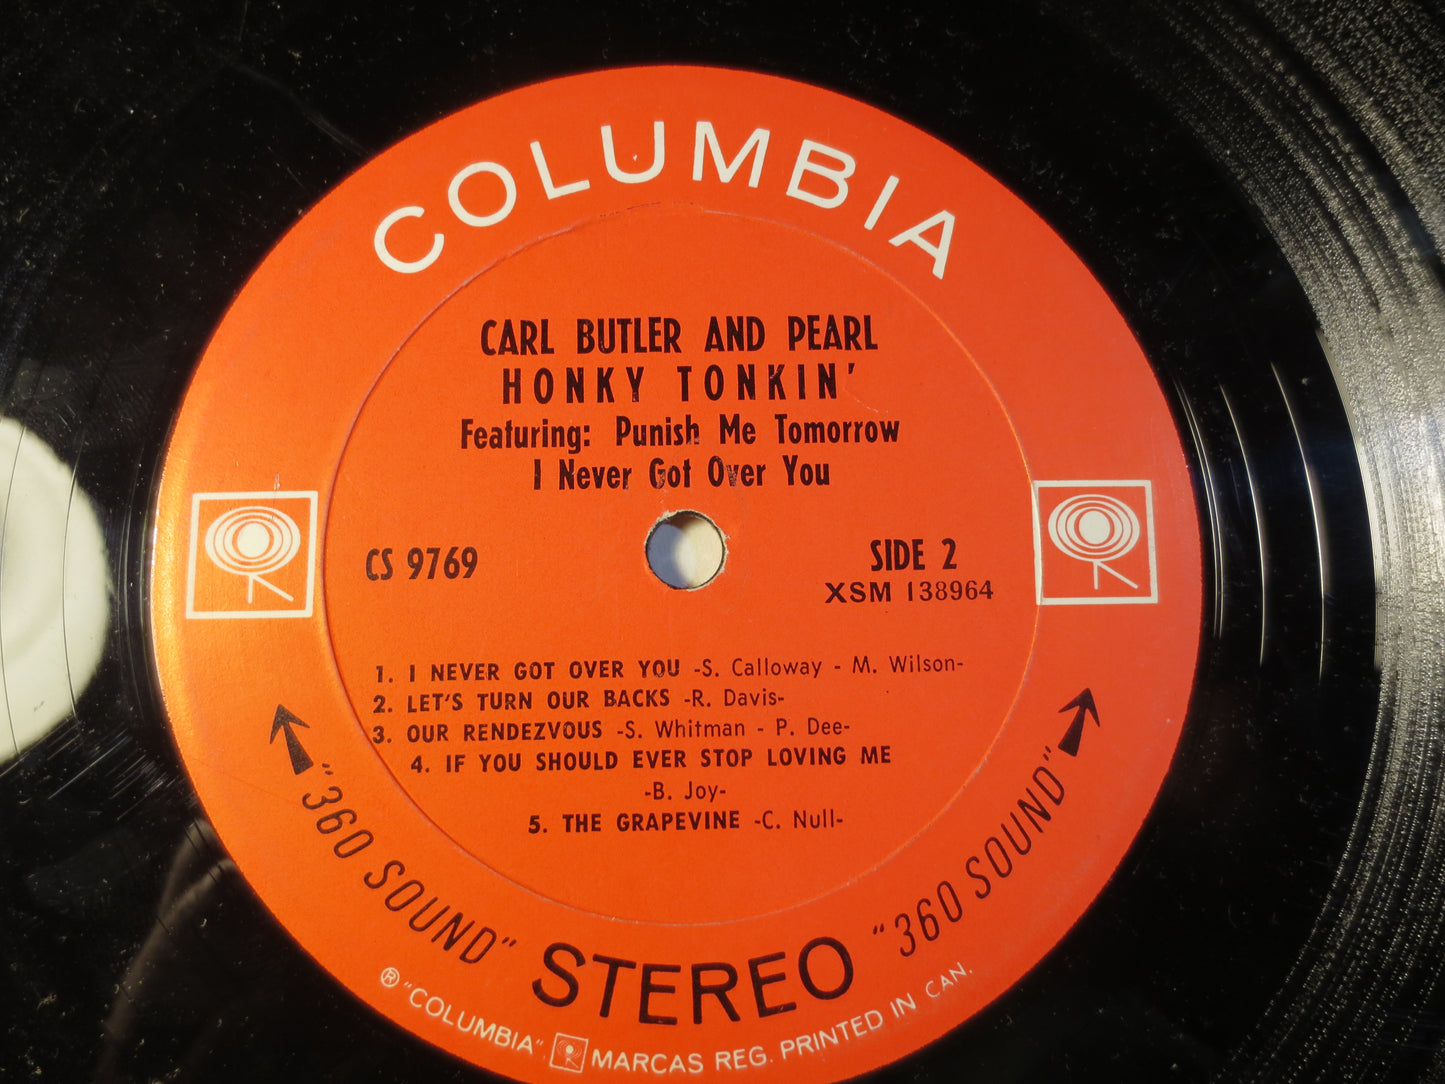 COLUMBIA
CARL BUTLER AND PEARL
HONKY TONKIN'
Featuring: Punish Me Tomorrow
I Never Got Over You
CS 9769
SIDE 2
XSM 138964
1. I NEVER GOT OVER YOU -S. Calloway - M. Wilson-
2. LET'S TURN OUR BACKS -R. Davis-
3. OUR RENDEZVOUS -S. Whitman - P. Dee-
4. IF YOU SHOULD EVER STOP LOVING ME
-B. Joy-
5. THE GRAPEVINE -C. Null-
"360 SOUND"
STEREO
"360 SOUND"
® "COLUMBIA" MARCAS REG. PRINTED IN CAN.